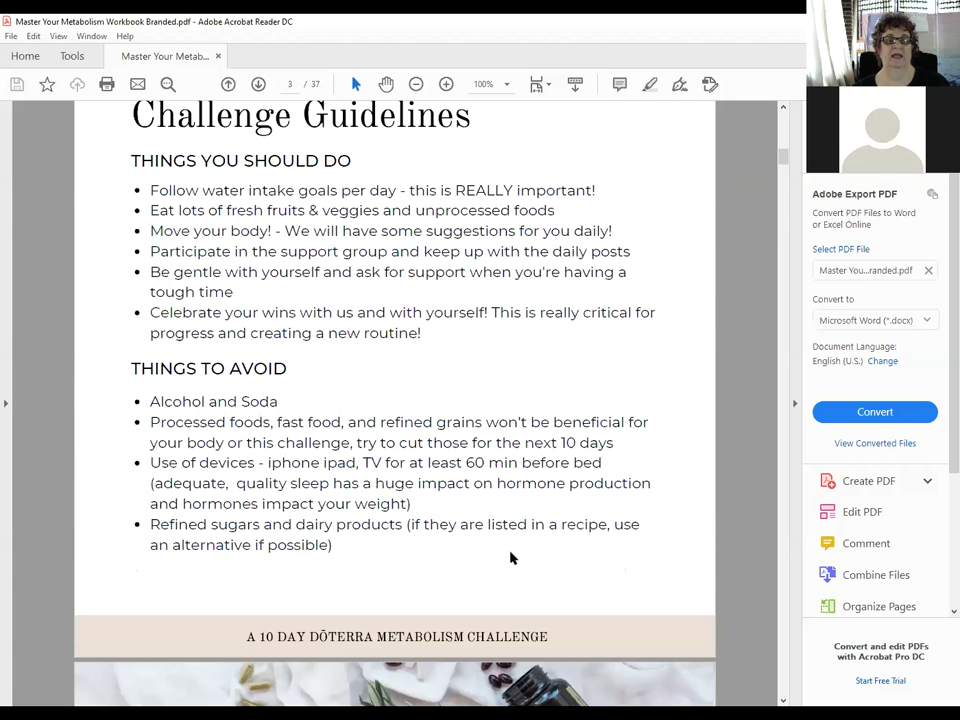 Master Your Metabolism Workbook Branded.pdf - Adobe Acrobat Reader DC
File Edit View Window Help
Home Tools Master Your Metab... ×
3 / 37 100%
Challenge Guidelines
THINGS YOU SHOULD DO
• Follow water intake goals per day - this is REALLY important!
• Eat lots of fresh fruits & veggies and unprocessed foods
• Move your body! - We will have some suggestions for you daily!
• Participate in the support group and keep up with the daily posts
• Be gentle with yourself and ask for support when you're having a
tough time
• Celebrate your wins with us and with yourself! This is really critical for
progress and creating a new routine!
THINGS TO AVOID
• Alcohol and Soda
• Processed foods, fast food, and refined grains won't be beneficial for
your body or this challenge, try to cut those for the next 10 days
• Use of devices - iphone ipad, TV for at least 60 min before bed
(adequate,  quality sleep has a huge impact on hormone production
and hormones impact your weight)
• Refined sugars and dairy products (if they are listed in a recipe, use
an alternative if possible)
A 10 DAY DŌTERRA METABOLISM CHALLENGE
Adobe Export PDF
Convert PDF Files to Word
or Excel Online
Select PDF File
Master You...randed.pdf ×
Convert to
Microsoft Word (*.docx)
Document Language:
English (U.S.) Change
Convert
View Converted Files
Create PDF
Edit PDF
Comment
Combine Files
Organize Pages
Convert and edit PDFs
with Acrobat Pro DC
Start Free Trial